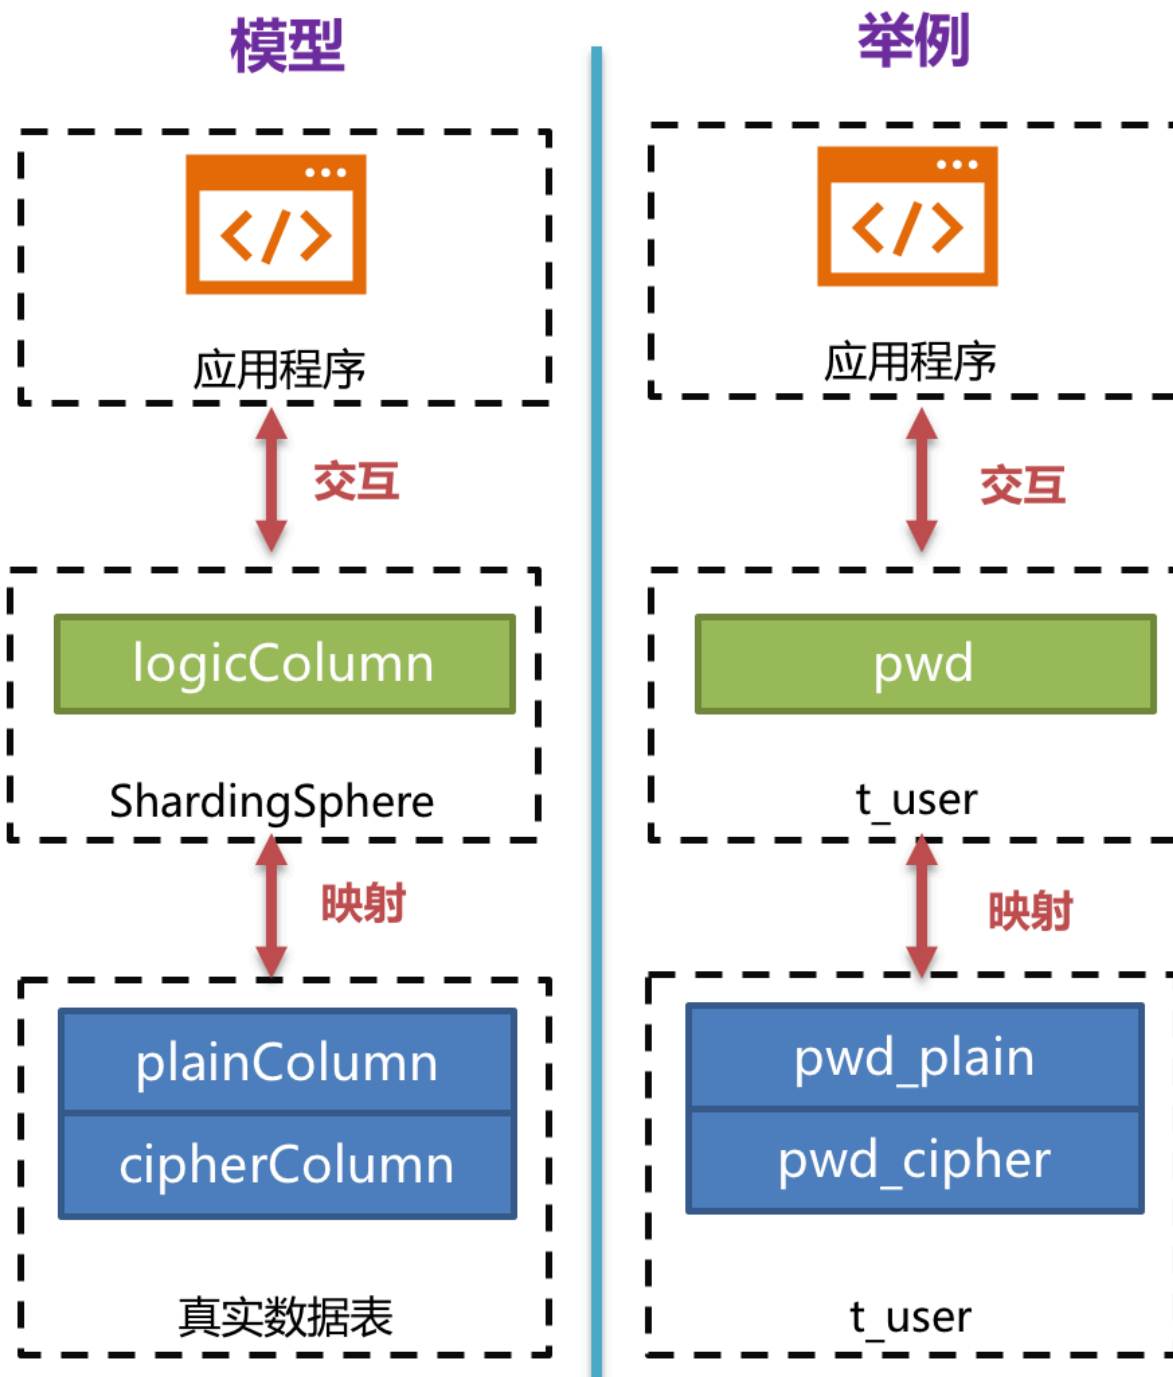 模型
应用程序
交互
logicColumn
ShardingSphere
映射
plainColumn
cipherColumn
真实数据表
举例
应用程序
交互
pwd
t_user
映射
pwd_plain
pwd_cipher
t_user